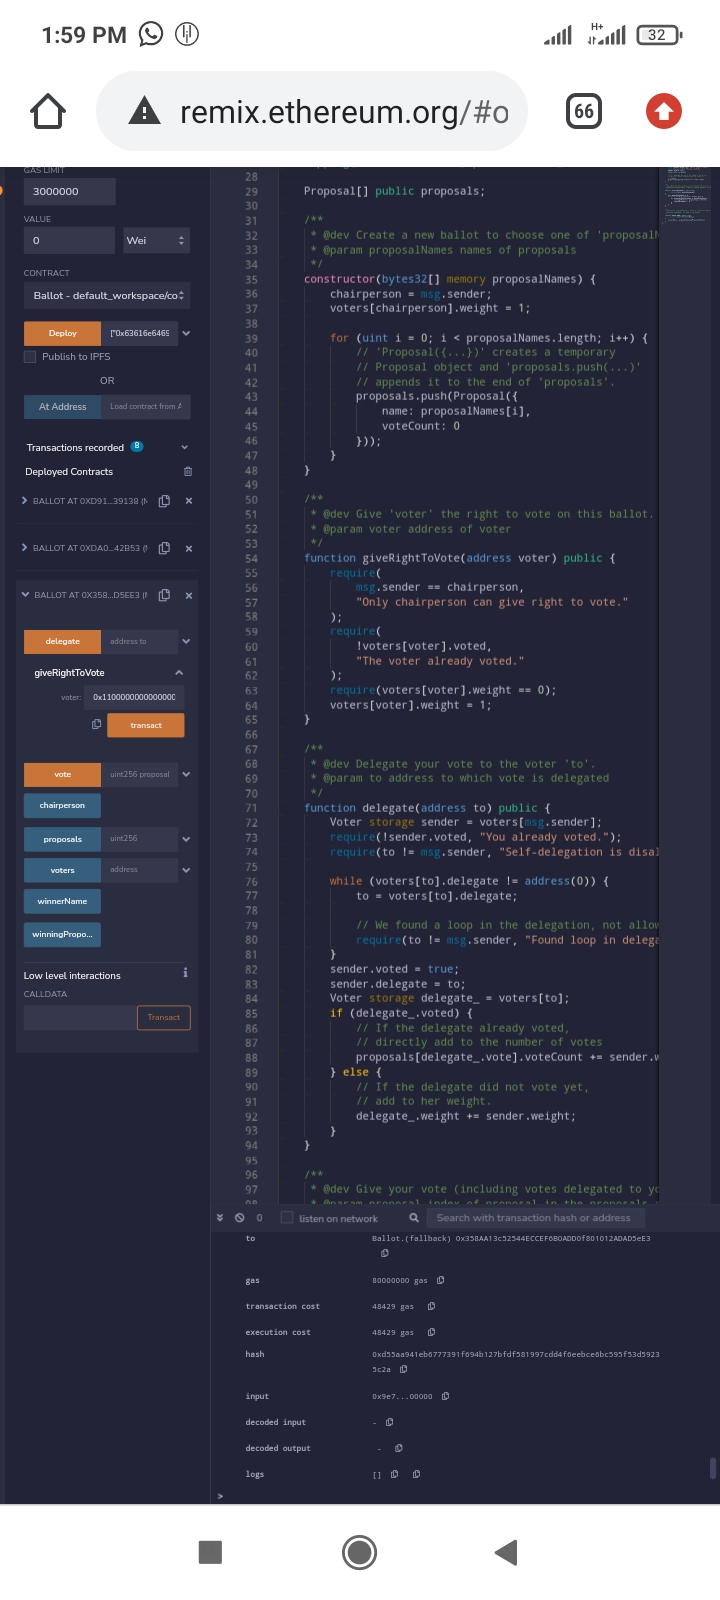 1:59 PM
H+
32
remix.ethereum.org/#o
66
GAS LIMIT
3000000
VALUE
0
Wei
CONTRACT
Ballot - default_workspace/co
Deploy
["0x63616e6469
Publish to IPFS
OR
At Address
Load contract from A
Transactions recorded 8
Deployed Contracts
BALLOT AT 0XD91...39138 (M
BALLOT AT 0XDA0...42B53 (M
BALLOT AT 0X358...D5EE3 (M
delegate
address to
giveRightToVote
voter:
0x1100000000000000
transact
vote
uint256 proposal
chairperson
proposals
uint256
voters
address
winnerName
winningPropo...
Low level interactions
i
CALLDATA
Transact
28
29 Proposal[] public proposals;
30
31 /**
32 * @dev Create a new ballot to choose one of 'proposalN
33 * @param proposalNames names of proposals
34 */
35 constructor(bytes32[] memory proposalNames) {
36 chairperson = msg.sender;
37 voters[chairperson].weight = 1;
38
39 for (uint i = 0; i < proposalNames.length; i++) {
40 // 'Proposal({...})' creates a temporary
41 // Proposal object and 'proposals.push(...)'
42 // appends it to the end of 'proposals'.
43 proposals.push(Proposal({
44 name: proposalNames[i],
45 voteCount: 0
46 }));
47 }
48 }
49
50 /**
51 * @dev Give 'voter' the right to vote on this ballot.
52 * @param voter address of voter
53 */
54 function giveRightToVote(address voter) public {
55 require(
56 msg.sender == chairperson,
57 "Only chairperson can give right to vote."
58 );
59 require(
60 !voters[voter].voted,
61 "The voter already voted."
62 );
63 require(voters[voter].weight == 0);
64 voters[voter].weight = 1;
65 }
66
67 /**
68 * @dev Delegate your vote to the voter 'to'.
69 * @param to address to which vote is delegated
70 */
71 function delegate(address to) public {
72 Voter storage sender = voters[msg.sender];
73 require(!sender.voted, "You already voted.");
74 require(to != msg.sender, "Self-delegation is disal
75
76 while (voters[to].delegate != address(0)) {
77 to = voters[to].delegate;
78
79 // We found a loop in the delegation, not allow
80 require(to != msg.sender, "Found loop in delega
81 }
82 sender.voted = true;
83 sender.delegate = to;
84 Voter storage delegate_ = voters[to];
85 if (delegate_.voted) {
86 // If the delegate already voted,
87 // directly add to the number of votes
88 proposals[delegate_.vote].voteCount += sender.w
89 } else {
90 // If the delegate did not vote yet,
91 // add to her weight.
92 delegate_.weight += sender.weight;
93 }
94 }
95
96 /**
97 * @dev Give your vote (including votes delegated to yo
0
listen on network
Search with transaction hash or address
to Ballot.(fallback) 0x358AA13c52544ECCEF6B0ADD0f801012ADAD5eE3
gas 80000000 gas
transaction cost 48429 gas
execution cost 48429 gas
hash 0xd55aa941eb6777391f694b127bfdf581997cdd4f6eebce6bc595f53d5923
5c2a
input 0x9e7...00000
decoded input -
decoded output -
logs []
>